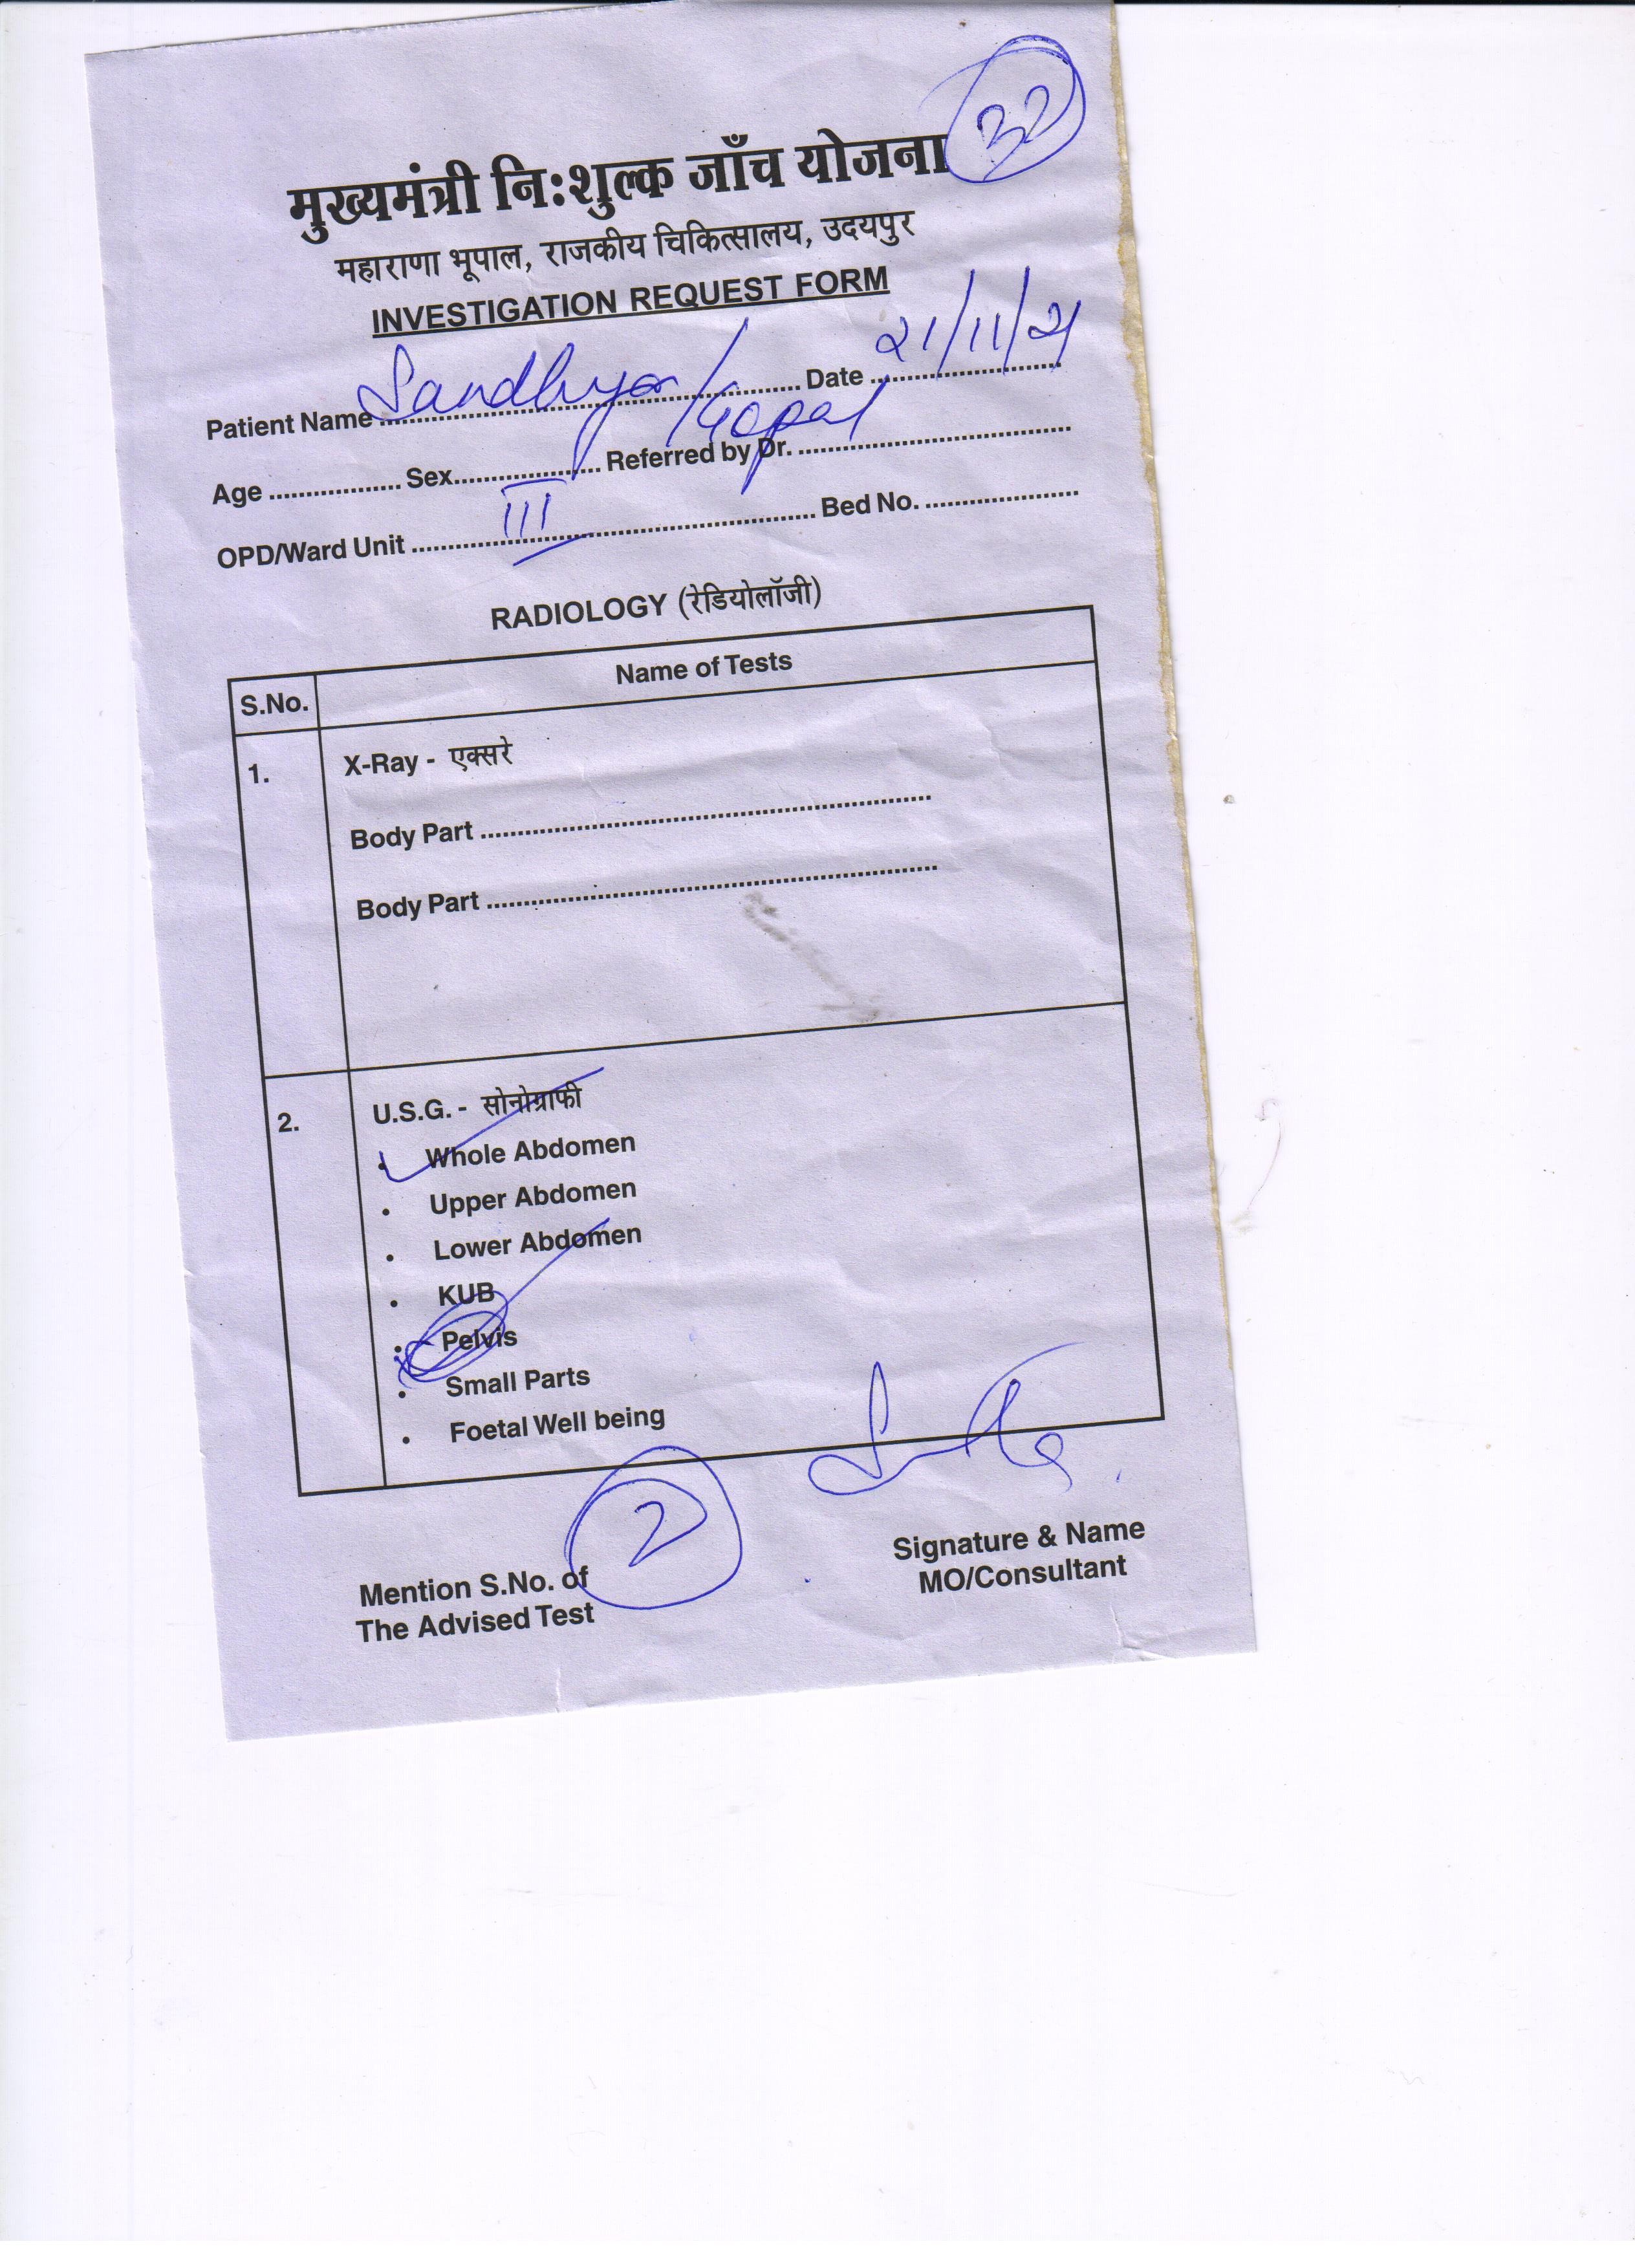 32
मुख्यमंत्री नि:शुल्क जाँच योजना
महाराणा भूपाल, राजकीय चिकित्सालय, उदयपुर
INVESTIGATION REQUEST FORM
Patient Name Sandhya/Gopal Date 21/11/21
Age .................. Sex.................... Referred by Dr. .....................................
OPD/Ward Unit III Bed No. .....................
RADIOLOGY (रेडियोलॉजी)
S.No. Name of Tests
1. X-Ray - एक्सरे
Body Part .............................................................
Body Part .............................................................
2. U.S.G. - सोनोग्राफी
• Whole Abdomen
• Upper Abdomen
• Lower Abdomen
• KUB
• Pelvis
• Small Parts
• Foetal Well being
2
Signature & Name
MO/Consultant
Mention S.No. of
The Advised Test